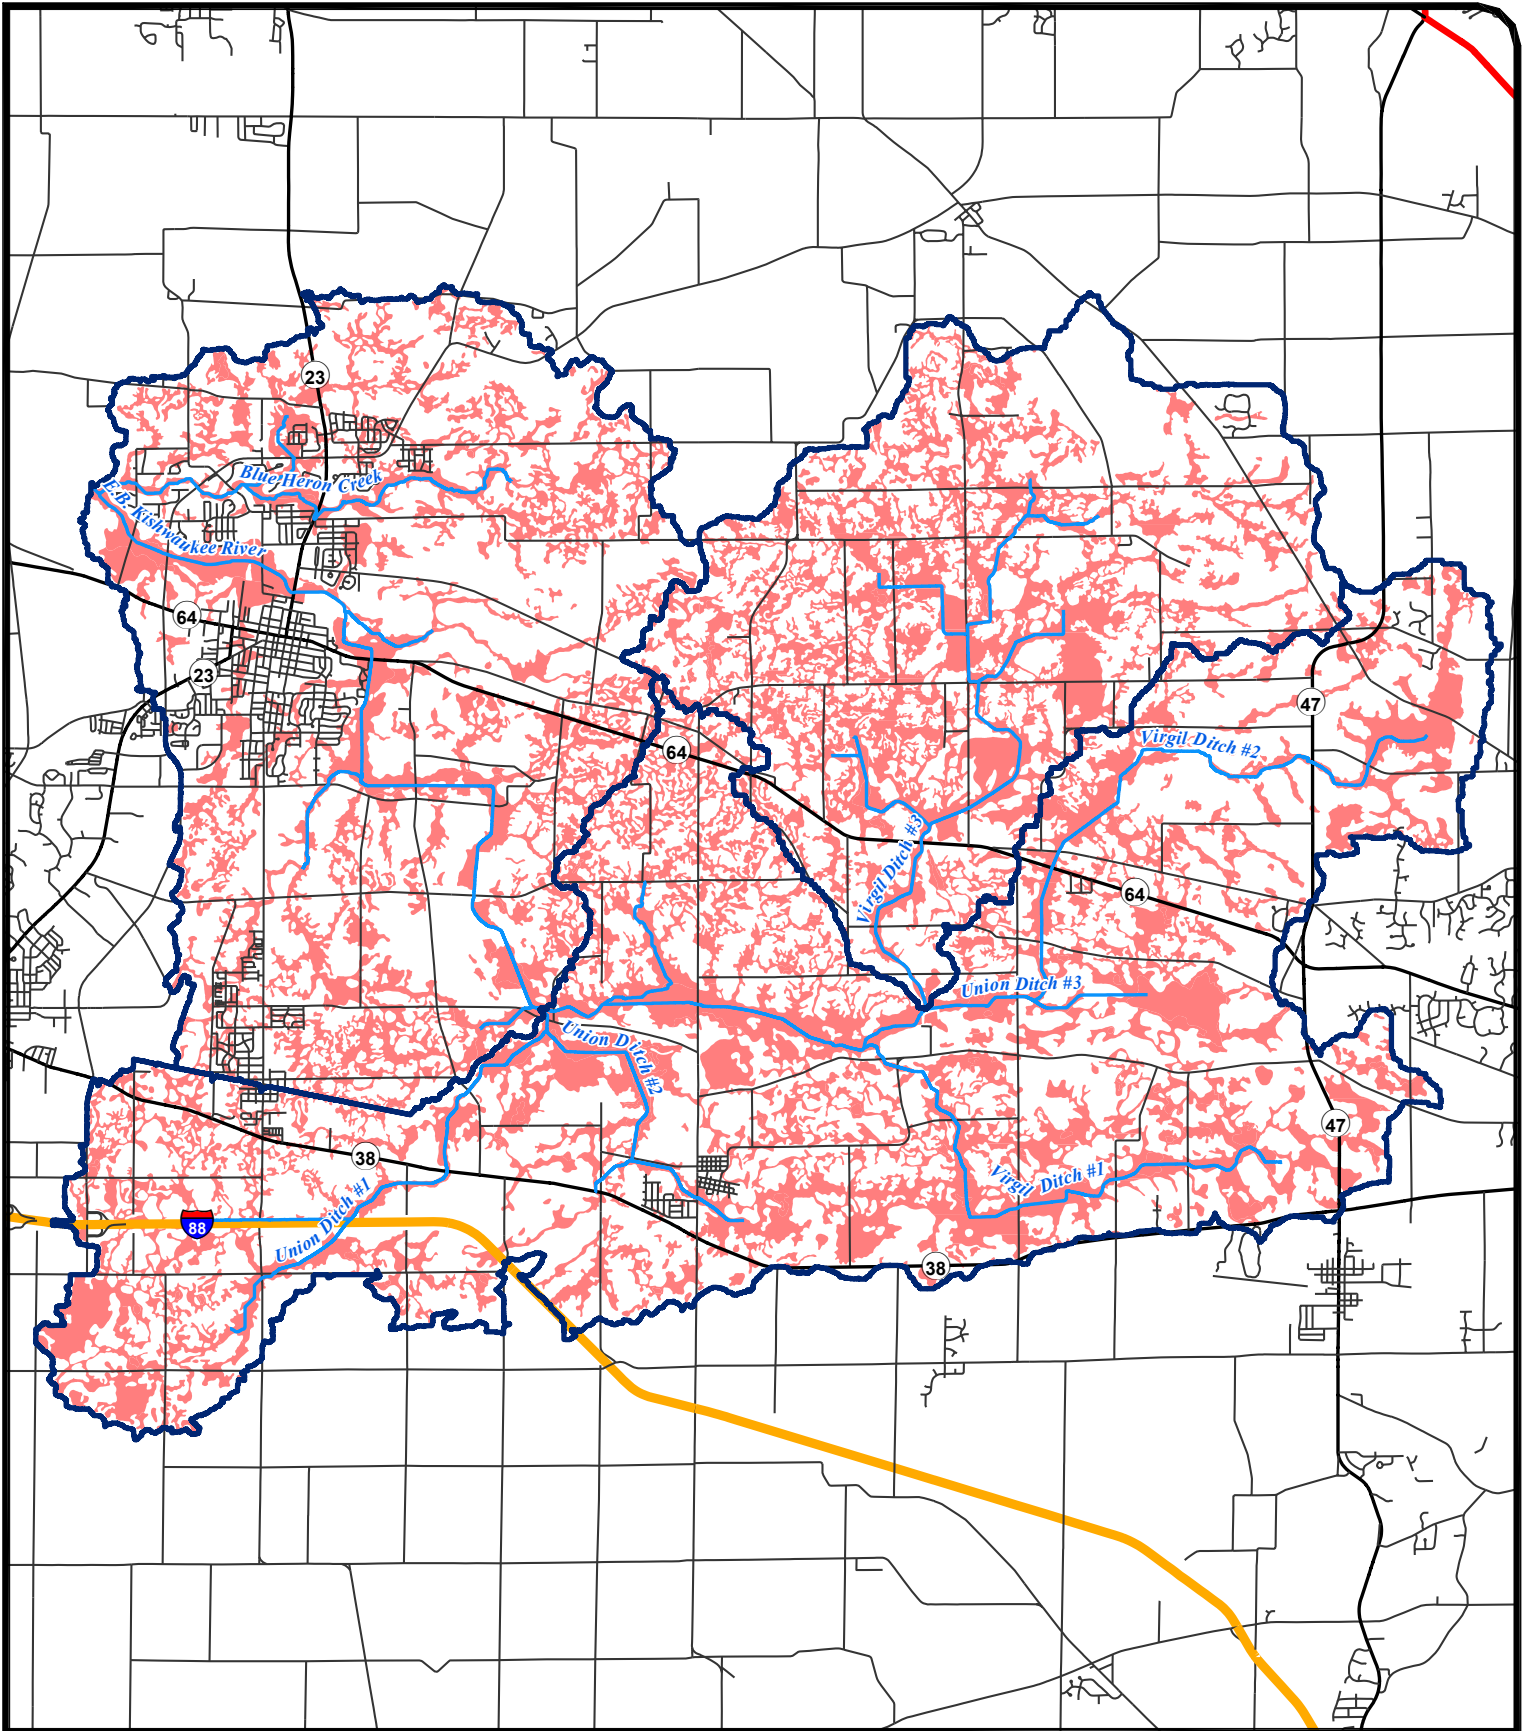 23
Blue Heron Creek
E.B. Kishwaukee River
64
23
47
64
Virgil Ditch #2
Virgil Ditch #3
64
Union Ditch #3
Union Ditch #2
47
38
Virgil Ditch #1
Union Ditch #1
88
38